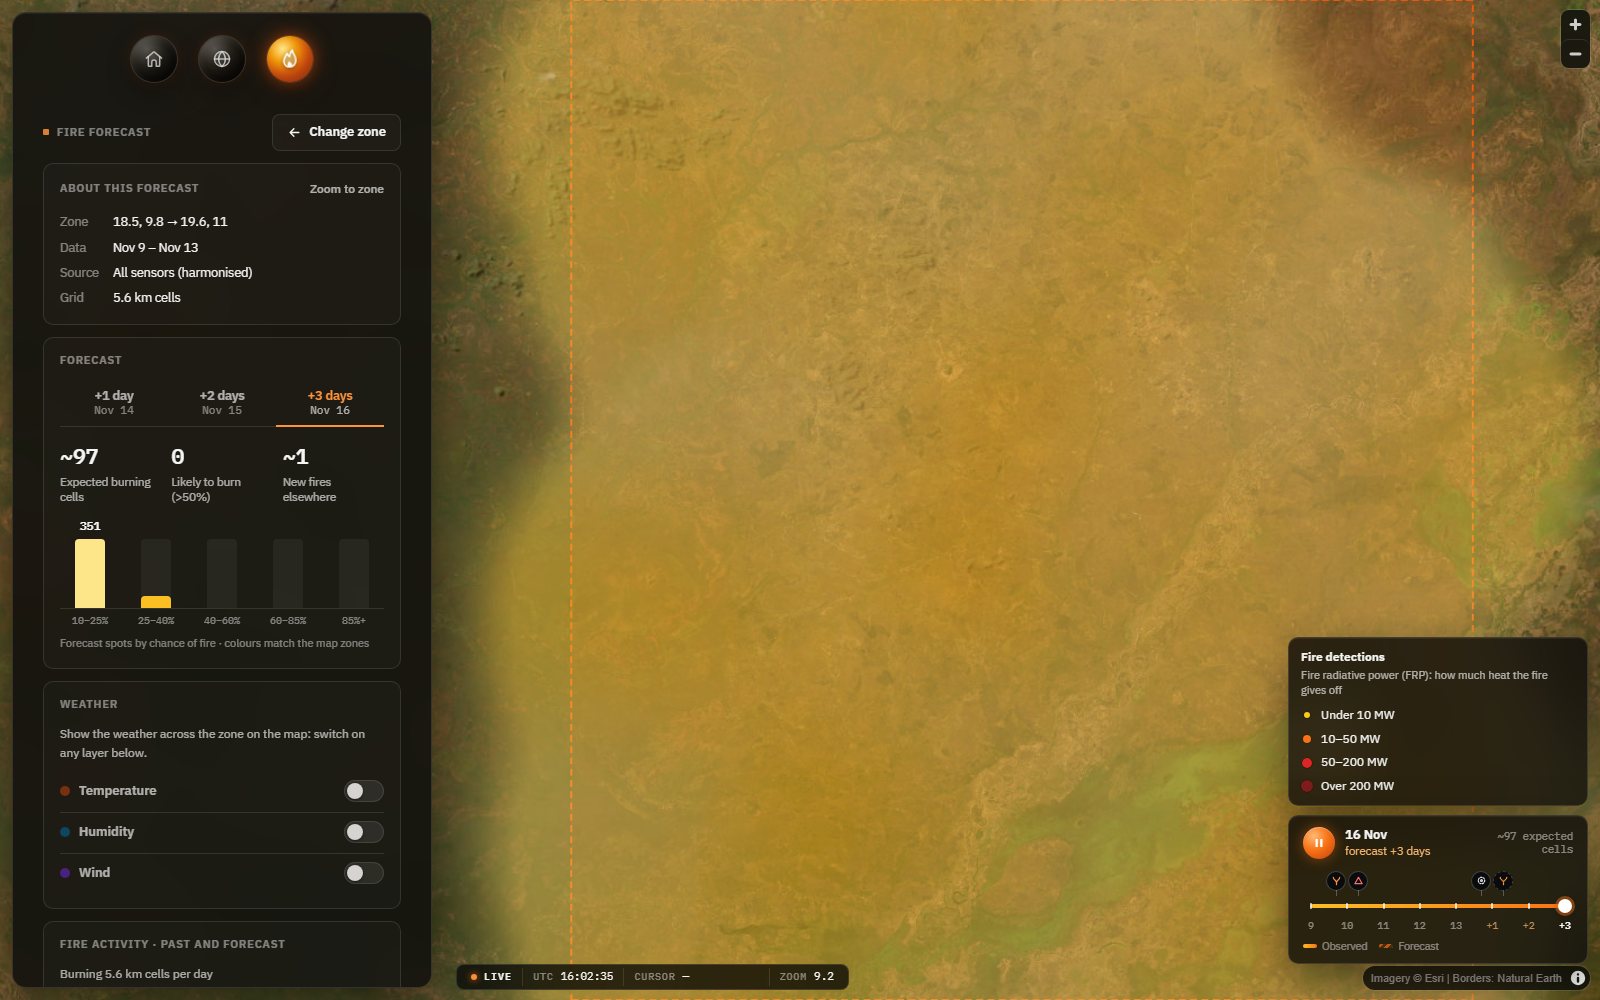 FIRE FORECAST
Change zone
ABOUT THIS FORECAST
Zoom to zone
Zone 18.5, 9.8 → 19.6, 11
Data Nov 9 – Nov 13
Source All sensors (harmonised)
Grid 5.6 km cells
FORECAST
+1 day +2 days +3 days
Nov 14 Nov 15 Nov 16
~97 0 ~1
Expected burning Likely to burn New fires
cells (>50%) elsewhere
351
10–25% 25–40% 40–60% 60–85% 85%+
Forecast spots by chance of fire · colours match the map zones
WEATHER
Show the weather across the zone on the map: switch on
any layer below.
Temperature
Humidity
Wind
FIRE ACTIVITY · PAST AND FORECAST
Burning 5.6 km cells per day
LIVE UTC 16:02:35 CURSOR — ZOOM 9.2
+
−
Fire detections
Fire radiative power (FRP): how much heat the fire
gives off
Under 10 MW
10–50 MW
50–200 MW
Over 200 MW
16 Nov ~97 expected
forecast +3 days cells
9 10 11 12 13 +1 +2 +3
Observed Forecast
Imagery © Esri | Borders: Natural Earth